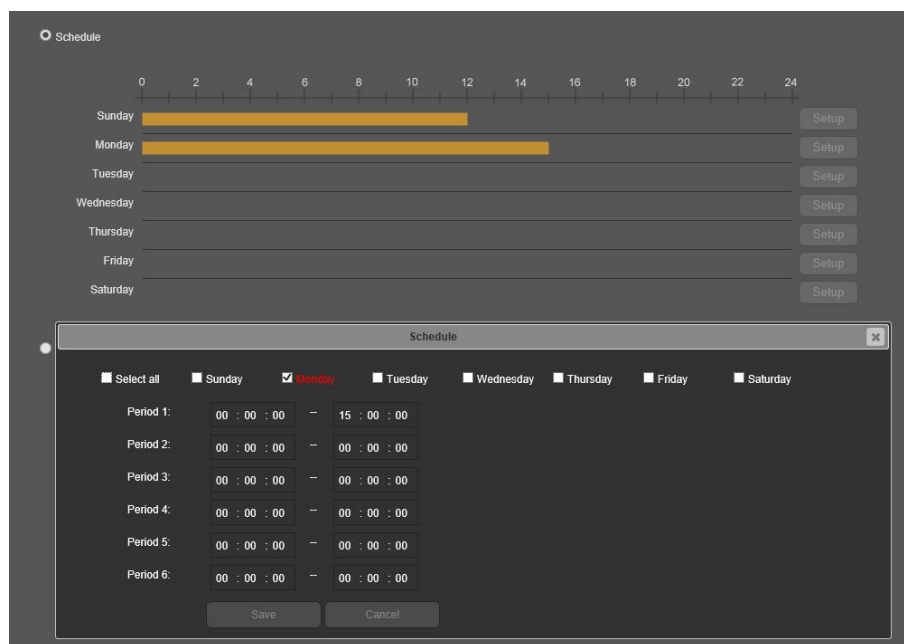 Schedule
0 2 4 6 8 10 12 14 16 18 20 22 24
Sunday Setup
Monday Setup
Tuesday Setup
Wednesday Setup
Thursday Setup
Friday Setup
Saturday Setup
Schedule
Select all Sunday Monday Tuesday Wednesday Thursday Friday Saturday
Period 1: 00 : 00 : 00 – 15 : 00 : 00
Period 2: 00 : 00 : 00 – 00 : 00 : 00
Period 3: 00 : 00 : 00 – 00 : 00 : 00
Period 4: 00 : 00 : 00 – 00 : 00 : 00
Period 5: 00 : 00 : 00 – 00 : 00 : 00
Period 6: 00 : 00 : 00 – 00 : 00 : 00
Save Cancel